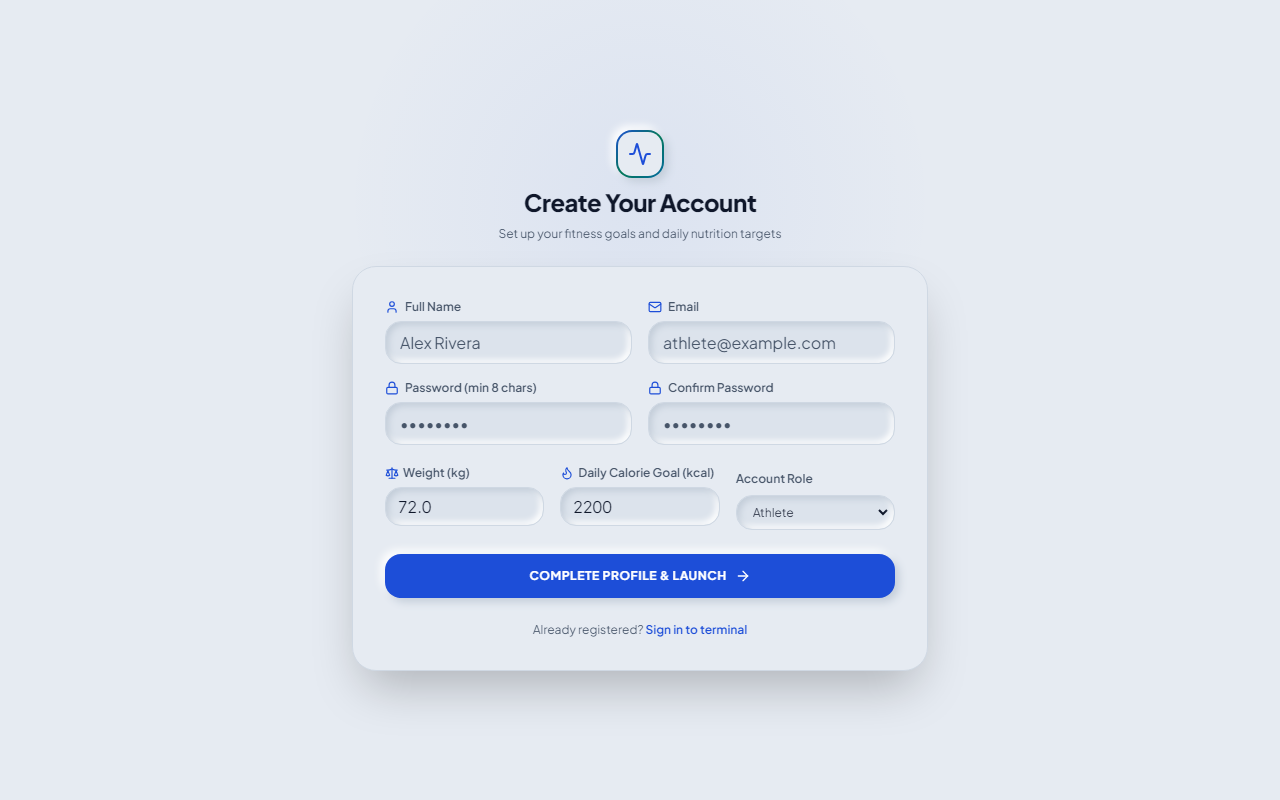 Create Your Account
Set up your fitness goals and daily nutrition targets
Full Name
Email
Alex Rivera
athlete@example.com
Password (min 8 chars)
Confirm Password
••••••••
••••••••
Weight (kg)
Daily Calorie Goal (kcal)
Account Role
72.0
2200
Athlete
COMPLETE PROFILE & LAUNCH →
Already registered? Sign in to terminal